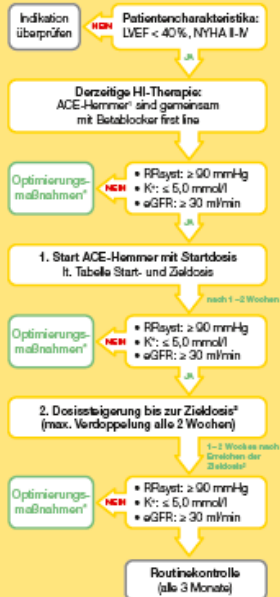 Indikation
überprüfen
NEIN
Patientencharakteristika:
LVEF < 40%, NYHA II-IV
JA
Derzeitige HI-Therapie:
ACE-Hemmer¹ sind gemeinsam
mit Betablocker first line
Optimierungs-
maßnahmen*
NEIN
• RRsyst: ≥ 90 mmHg
• K⁺: ≤ 5,0 mmol/l
• eGFR: ≥ 30 ml/min
JA
1. Start ACE-Hemmer mit Startdosis
lt. Tabelle Start- und Zieldosis
nach 1–2 Wochen
Optimierungs-
maßnahmen*
NEIN
• RRsyst: ≥ 90 mmHg
• K⁺: ≤ 5,0 mmol/l
• eGFR: ≥ 30 ml/min
JA
2. Dosissteigerung bis zur Zieldosis²
(max. Verdoppelung alle 2 Wochen)
1–2 Wochen nach
Erreichen der
Zieldosis²
Optimierungs-
maßnahmen*
NEIN
• RRsyst: ≥ 90 mmHg
• K⁺: ≤ 5,0 mmol/l
• eGFR: ≥ 30 ml/min
Routinekontrolle
(alle 3 Monate)